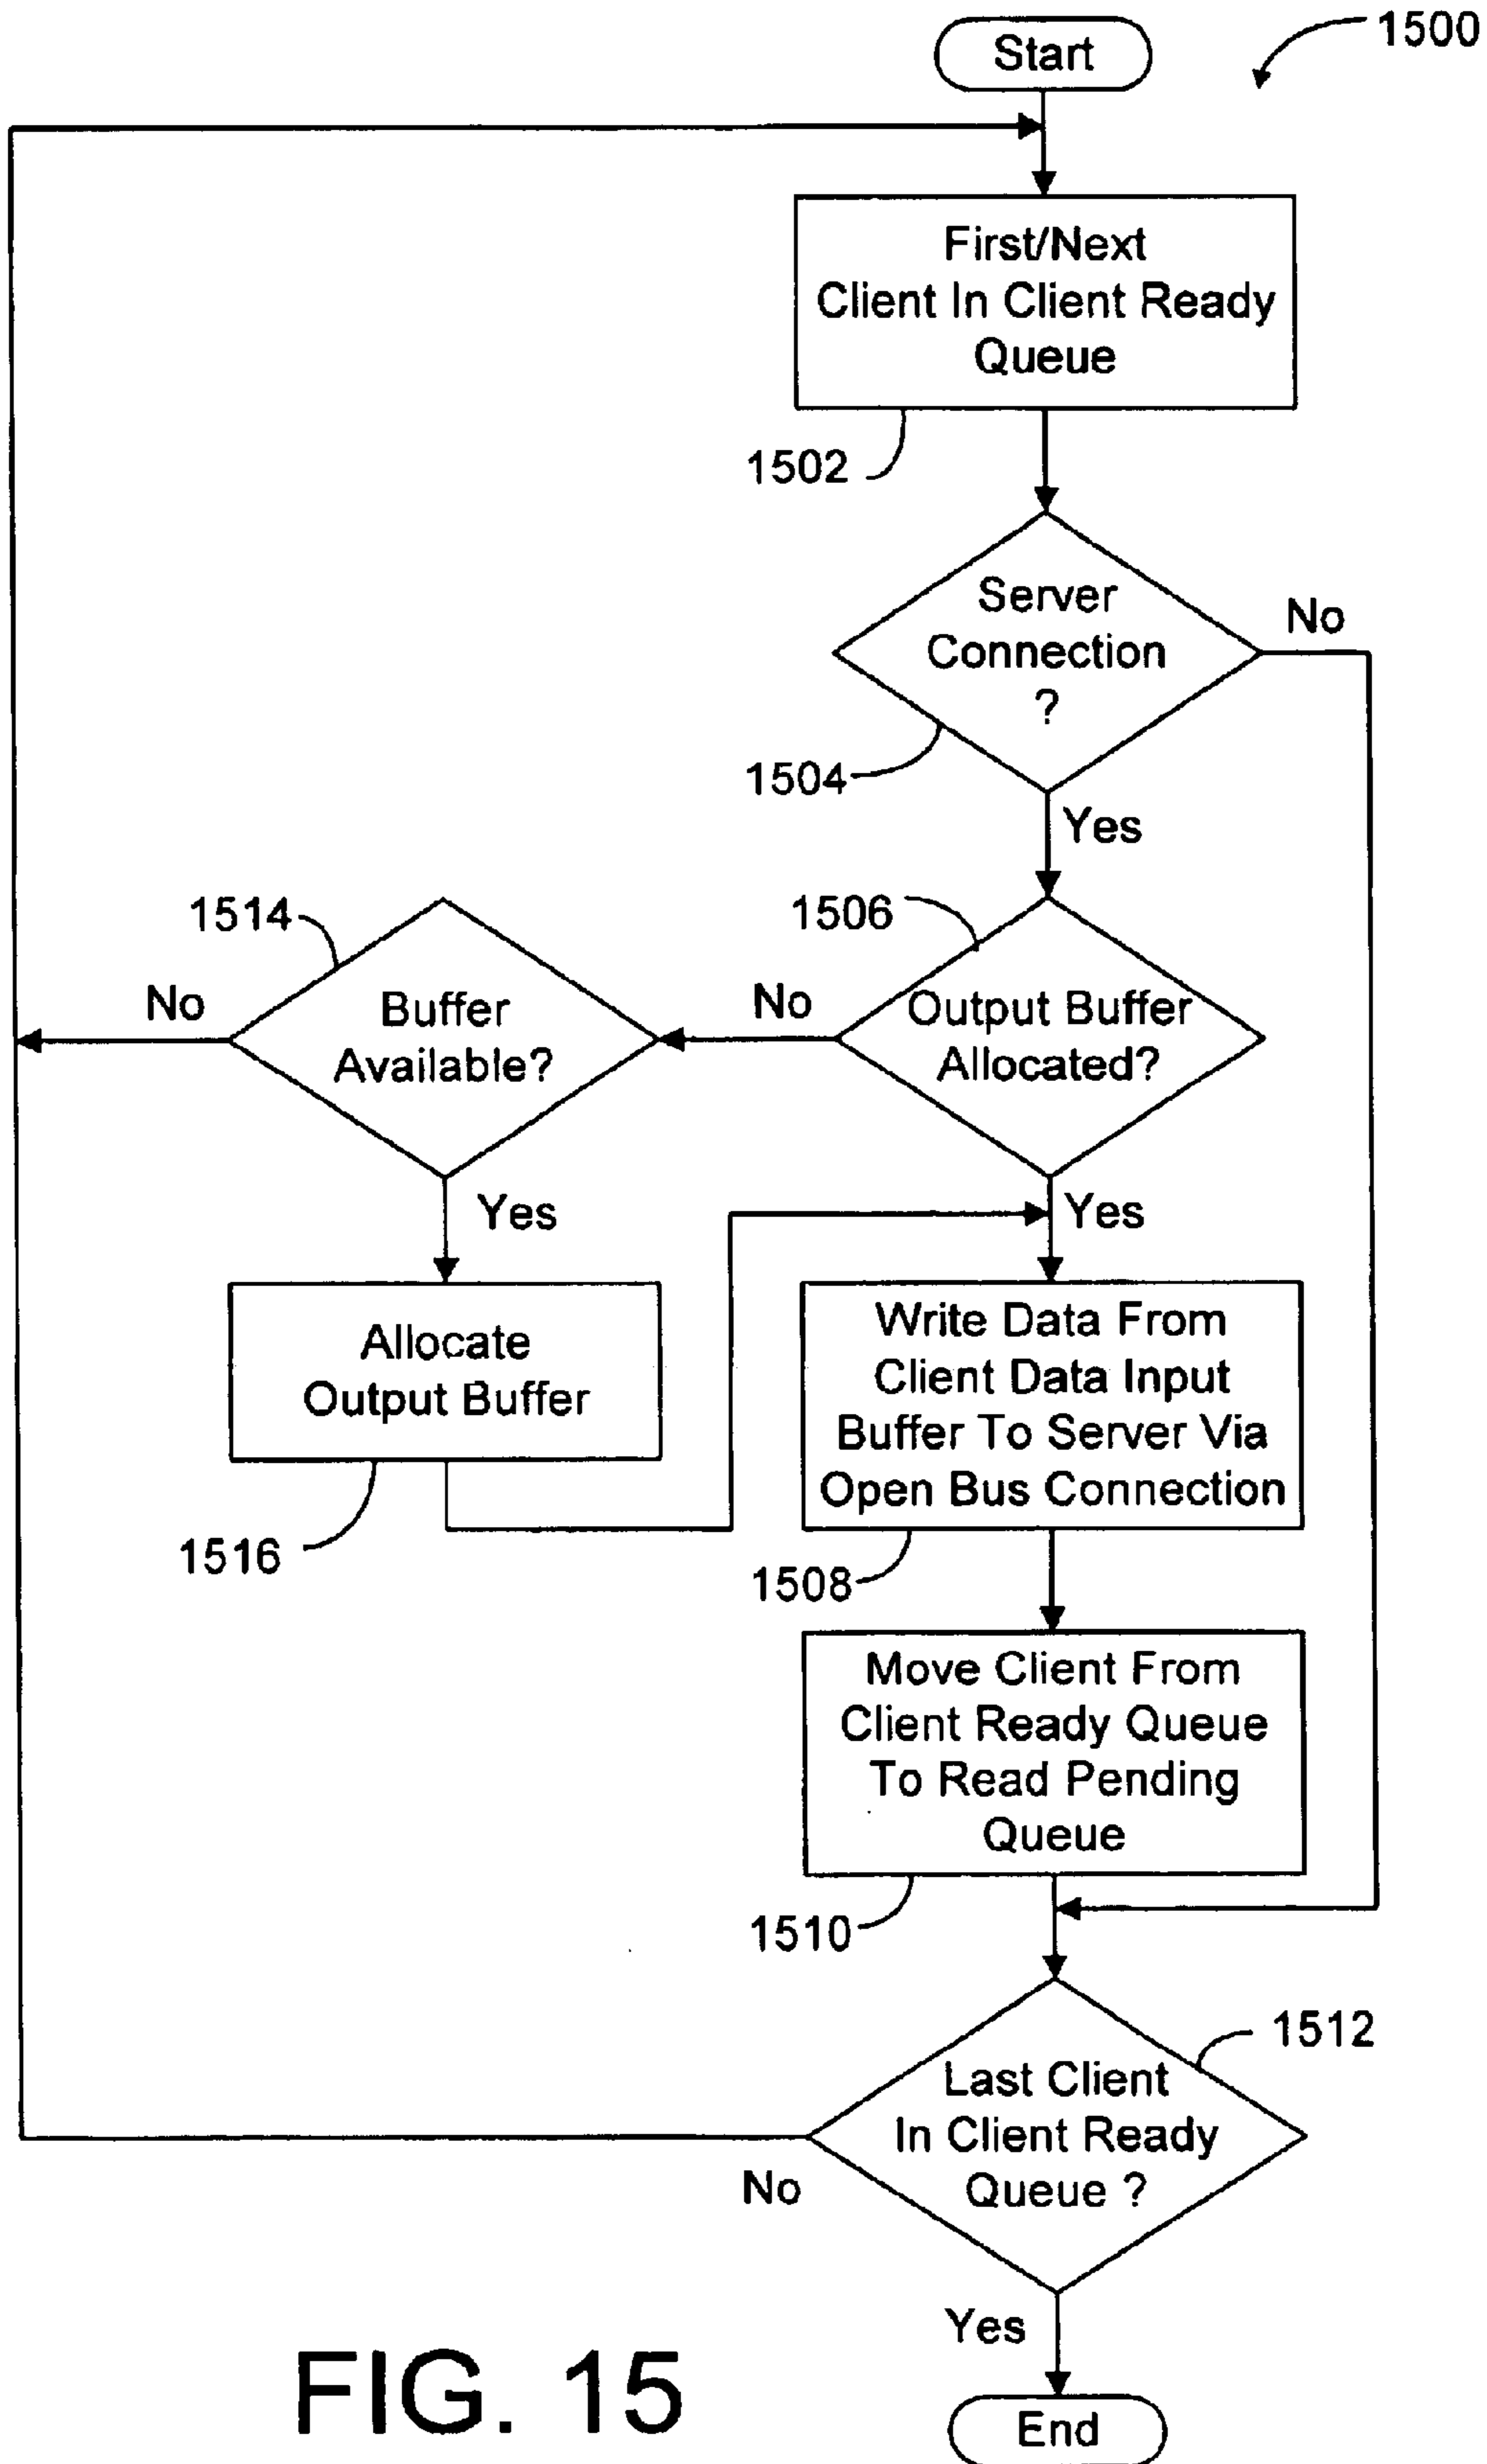 Start
1500
First/Next
Client In Client Ready
Queue
1502
Server
Connection
?
No
1504
Yes
1514
1506
No
Buffer
Available?
No
Output Buffer
Allocated?
Yes
Yes
Allocate
Output Buffer
Write Data From
Client Data Input
Buffer To Server Via
Open Bus Connection
1516
1508
Move Client From
Client Ready Queue
To Read Pending
Queue
1510
1512
Last Client
In Client Ready
Queue ?
No
Yes
FIG. 15
End